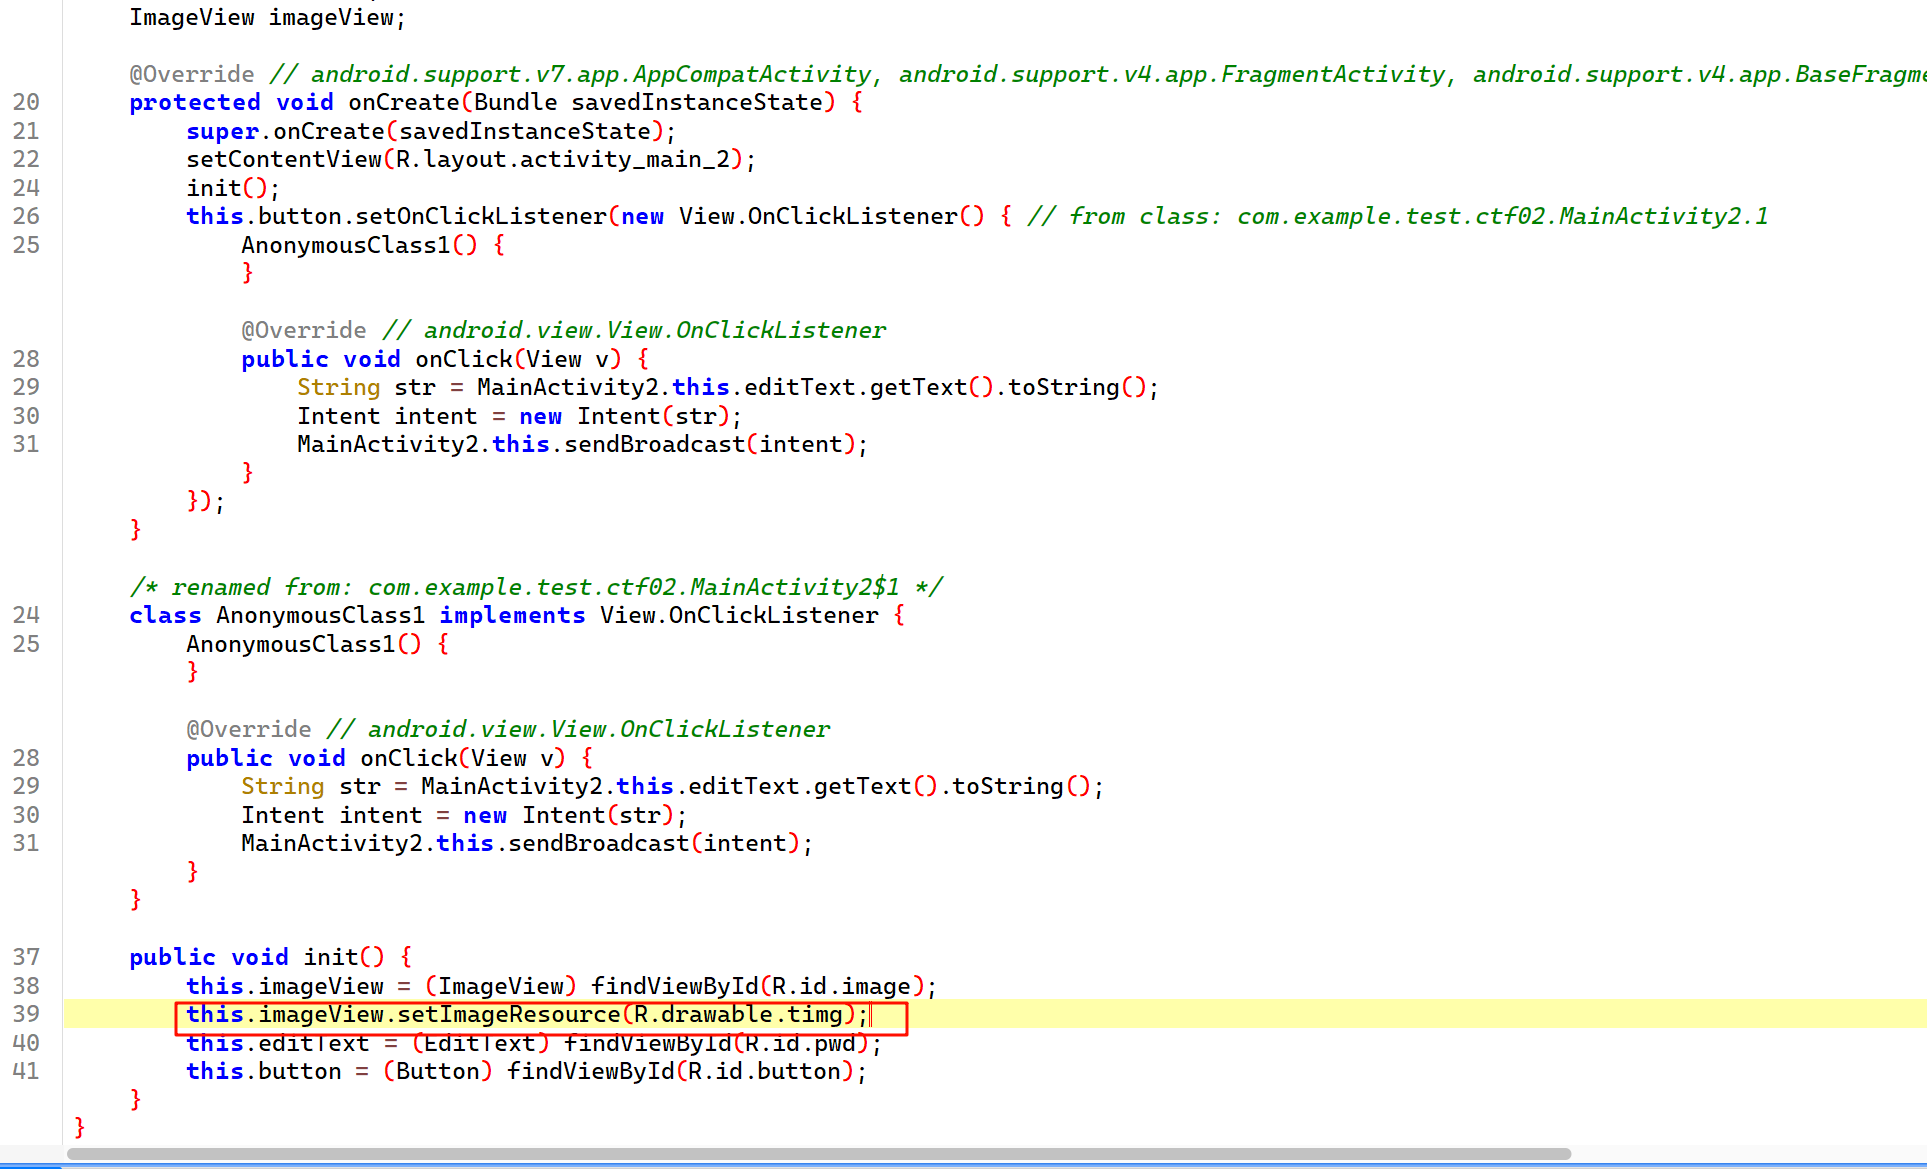 ImageView imageView;
@Override // android.support.v7.app.AppCompatActivity, android.support.v4.app.FragmentActivity, android.support.v4.app.BaseFragme
20 protected void onCreate(Bundle savedInstanceState) {
21 super.onCreate(savedInstanceState);
22 setContentView(R.layout.activity_main_2);
24 init();
26 this.button.setOnClickListener(new View.OnClickListener() { // from class: com.example.test.ctf02.MainActivity2.1
25 AnonymousClass1() {
}
@Override // android.view.View.OnClickListener
28 public void onClick(View v) {
29 String str = MainActivity2.this.editText.getText().toString();
30 Intent intent = new Intent(str);
31 MainActivity2.this.sendBroadcast(intent);
}
});
}
/* renamed from: com.example.test.ctf02.MainActivity2$1 */
24 class AnonymousClass1 implements View.OnClickListener {
25 AnonymousClass1() {
}
@Override // android.view.View.OnClickListener
28 public void onClick(View v) {
29 String str = MainActivity2.this.editText.getText().toString();
30 Intent intent = new Intent(str);
31 MainActivity2.this.sendBroadcast(intent);
}
}
37 public void init() {
38 this.imageView = (ImageView) findViewById(R.id.image);
39 this.imageView.setImageResource(R.drawable.timg);
40 this.editText = (EditText) findViewById(R.id.pwd);
41 this.button = (Button) findViewById(R.id.button);
}
}